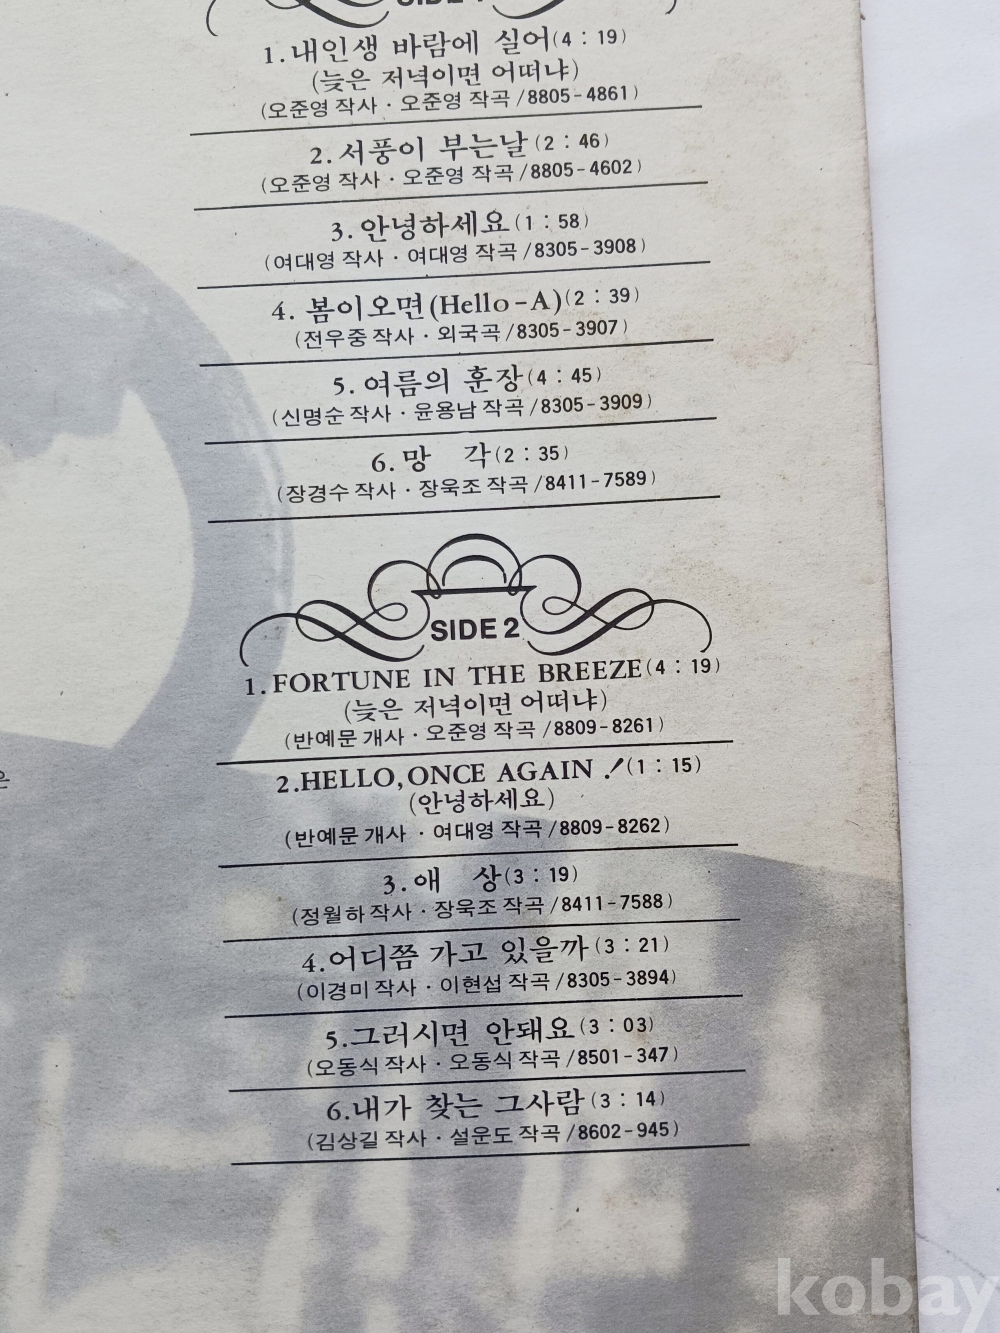 SIDE 1
1.내인생 바람에 실어(4 : 19)
(늦은 저녁이면 어떠냐)
(오준영 작사 · 오준영 작곡 /8805-4861)
2.서풍이 부는날(2 : 46)
(오준영 작사 · 오준영 작곡 /8805-4602)
3.안녕하세요(1 : 58)
(여대영 작사 · 여대영 작곡 /8305-3908)
4. 봄이오면(Hello-A)(2 : 39)
(전우중 작사 · 외국곡 /8305-3907)
5. 여름의 훈장(4 : 45)
(신명순 작사 · 윤용남 작곡 /8305-3909)
6.망 각(2 : 35)
(장경수 작사 · 장욱조 작곡 /8411-7589)
SIDE 2
1.FORTUNE IN THE BREEZE(4 : 19)
(늦은 저녁이면 어떠냐)
(반예문 개사 · 오준영 작곡 /8809-8261)
2.HELLO, ONCE AGAIN !(1 : 15)
(안녕하세요)
(반예문 개사 · 여대영 작곡 /8809-8262)
3.애 상(3 : 19)
(정월하 작사 · 장욱조 작곡 /8411-7588)
4.어디쯤 가고 있을까(3 : 21)
(이경미 작사 · 이현섭 작곡 /8305-3894)
5.그러시면 안돼요(3 : 03)
(오동식 작사 · 오동식 작곡 /8501-347)
6.내가 찾는 그사람(3 : 14)
(김상길 작사 · 설운도 작곡 /8602-945)
은
kobay